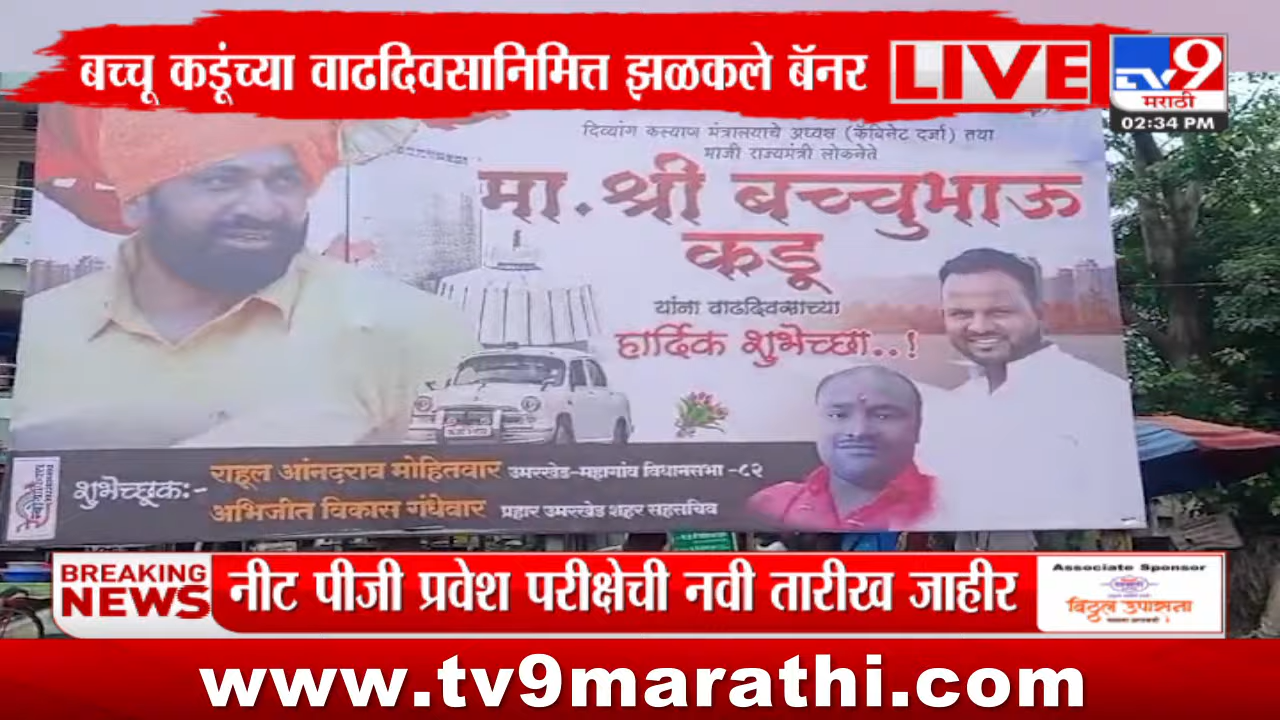 बच्चू कडूंच्या वाढदिवसानिमित्त झळकले बॅनर
LIVE
TV9
मराठी
02:34 PM
दिव्यांग कल्याण मंत्रालयाचे अध्यक्ष (कॅबिनेट दर्जा) तथा
माजी राज्यमंत्री लोकनेते
मा. श्री बच्चुभाऊ
कडू
यांना वाढदिवसाच्या
हार्दिक शुभेच्छा..!
शुभेच्छूक:-
राहूल आंनदराव मोहितवार उमरखेड-महागांव विधानसभा -८२
अभिजीत विकास गंधेवार प्रहार उमरखेड शहर सहसचिव
BREAKING
NEWS
नीट पीजी प्रवेश परीक्षेची नवी तारीख जाहीर
Associate Sponsor
विठ्ठल उपासना
www.tv9marathi.com